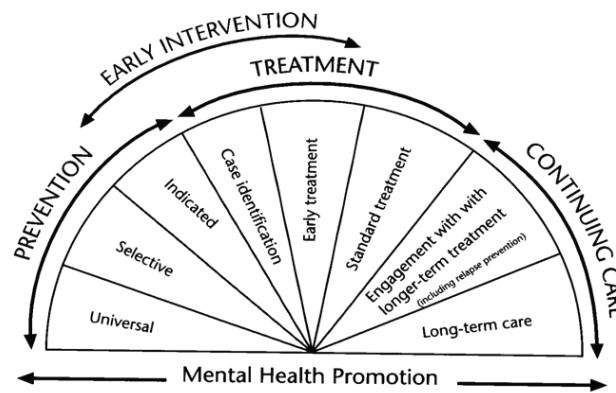 EARLY INTERVENTION
TREATMENT
PREVENTION
CONTINUING CARE
Universal
Selective
Indicated
Case identification
Early treatment
Standard treatment
Engagement with with
longer-term treatment
(including relapse prevention)
Long-term care
Mental Health Promotion